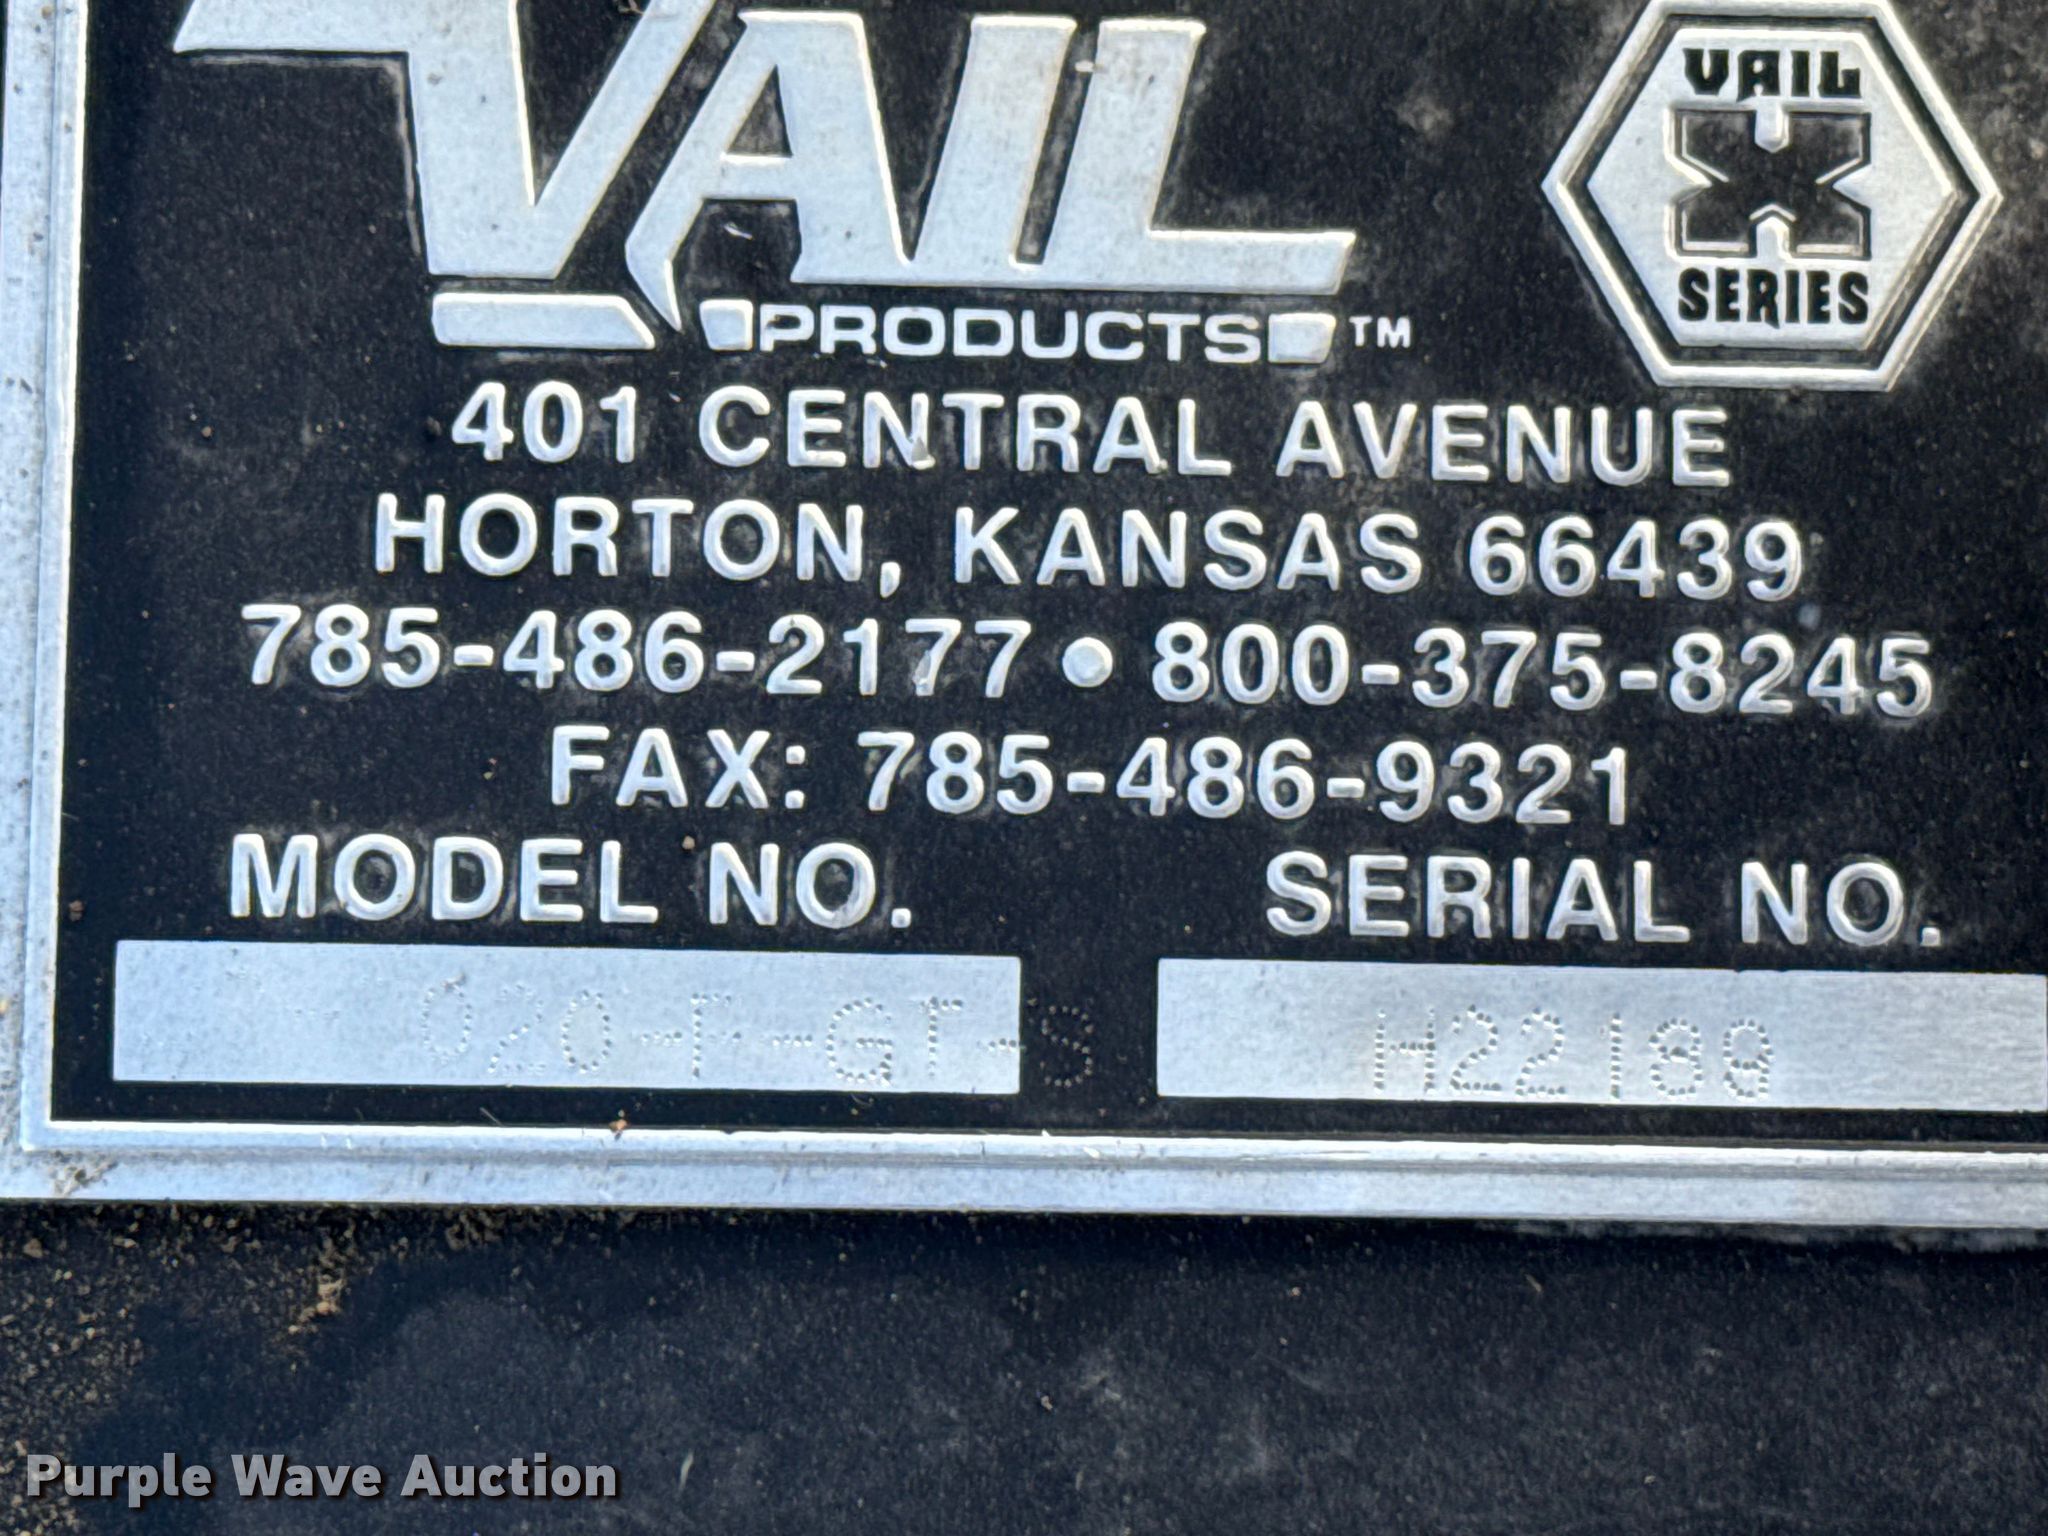 VAIL
PRODUCTS™
VAIL
X
SERIES
401 CENTRAL AVENUE
HORTON, KANSAS 66439
785-486-2177 • 800-375-8245
FAX: 785-486-9321
MODEL NO. SERIAL NO.
H22188
Purple Wave Auction